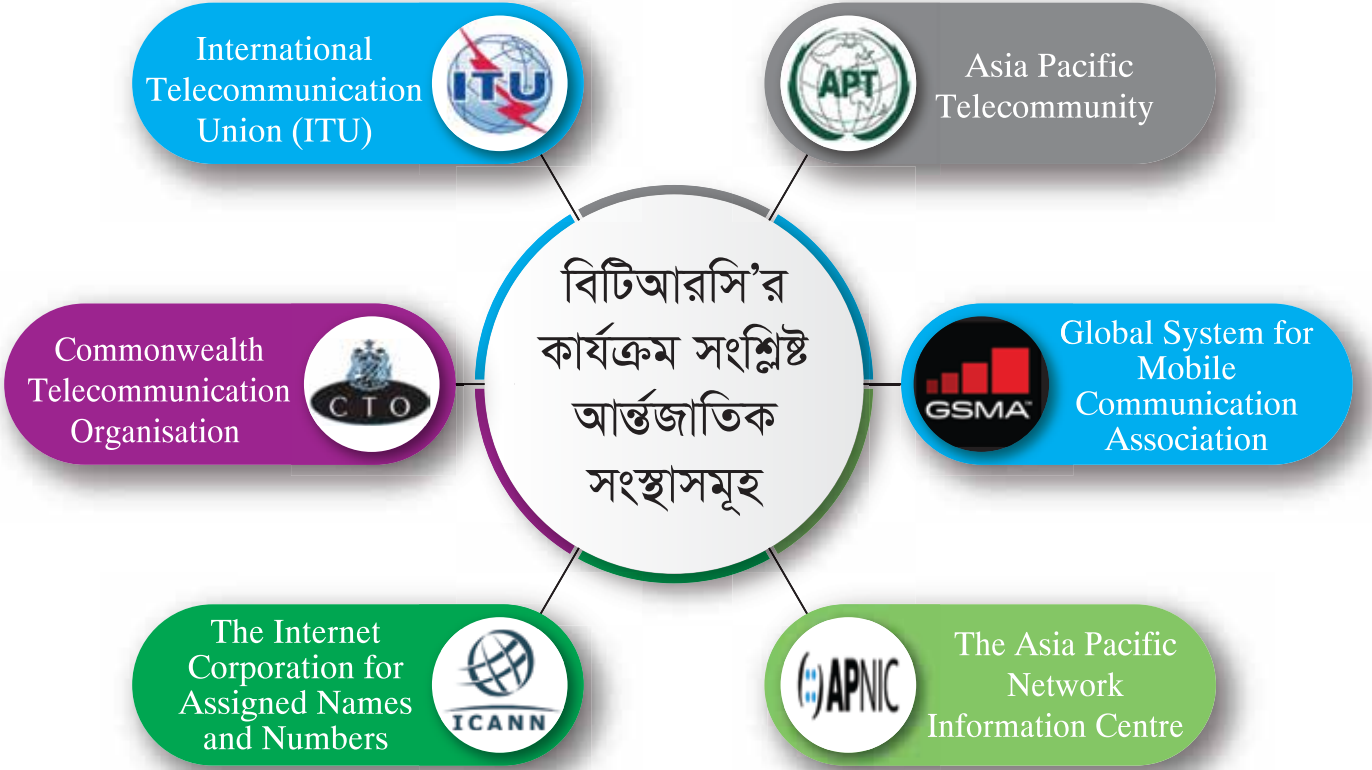 International
Telecommunication
Union (ITU)
ITU
APT
Asia Pacific
Telecommunity
বিটিআরসি’র
কার্যক্রম সংশ্লিষ্ট
আর্ন্তজাতিক
সংস্থাসমূহ
Commonwealth
Telecommunication
Organisation
CTO
GSMA™
Global System for
Mobile
Communication
Association
The Internet
Corporation for
Assigned Names
and Numbers
ICANN
(::)APNIC
The Asia Pacific
Network
Information Centre